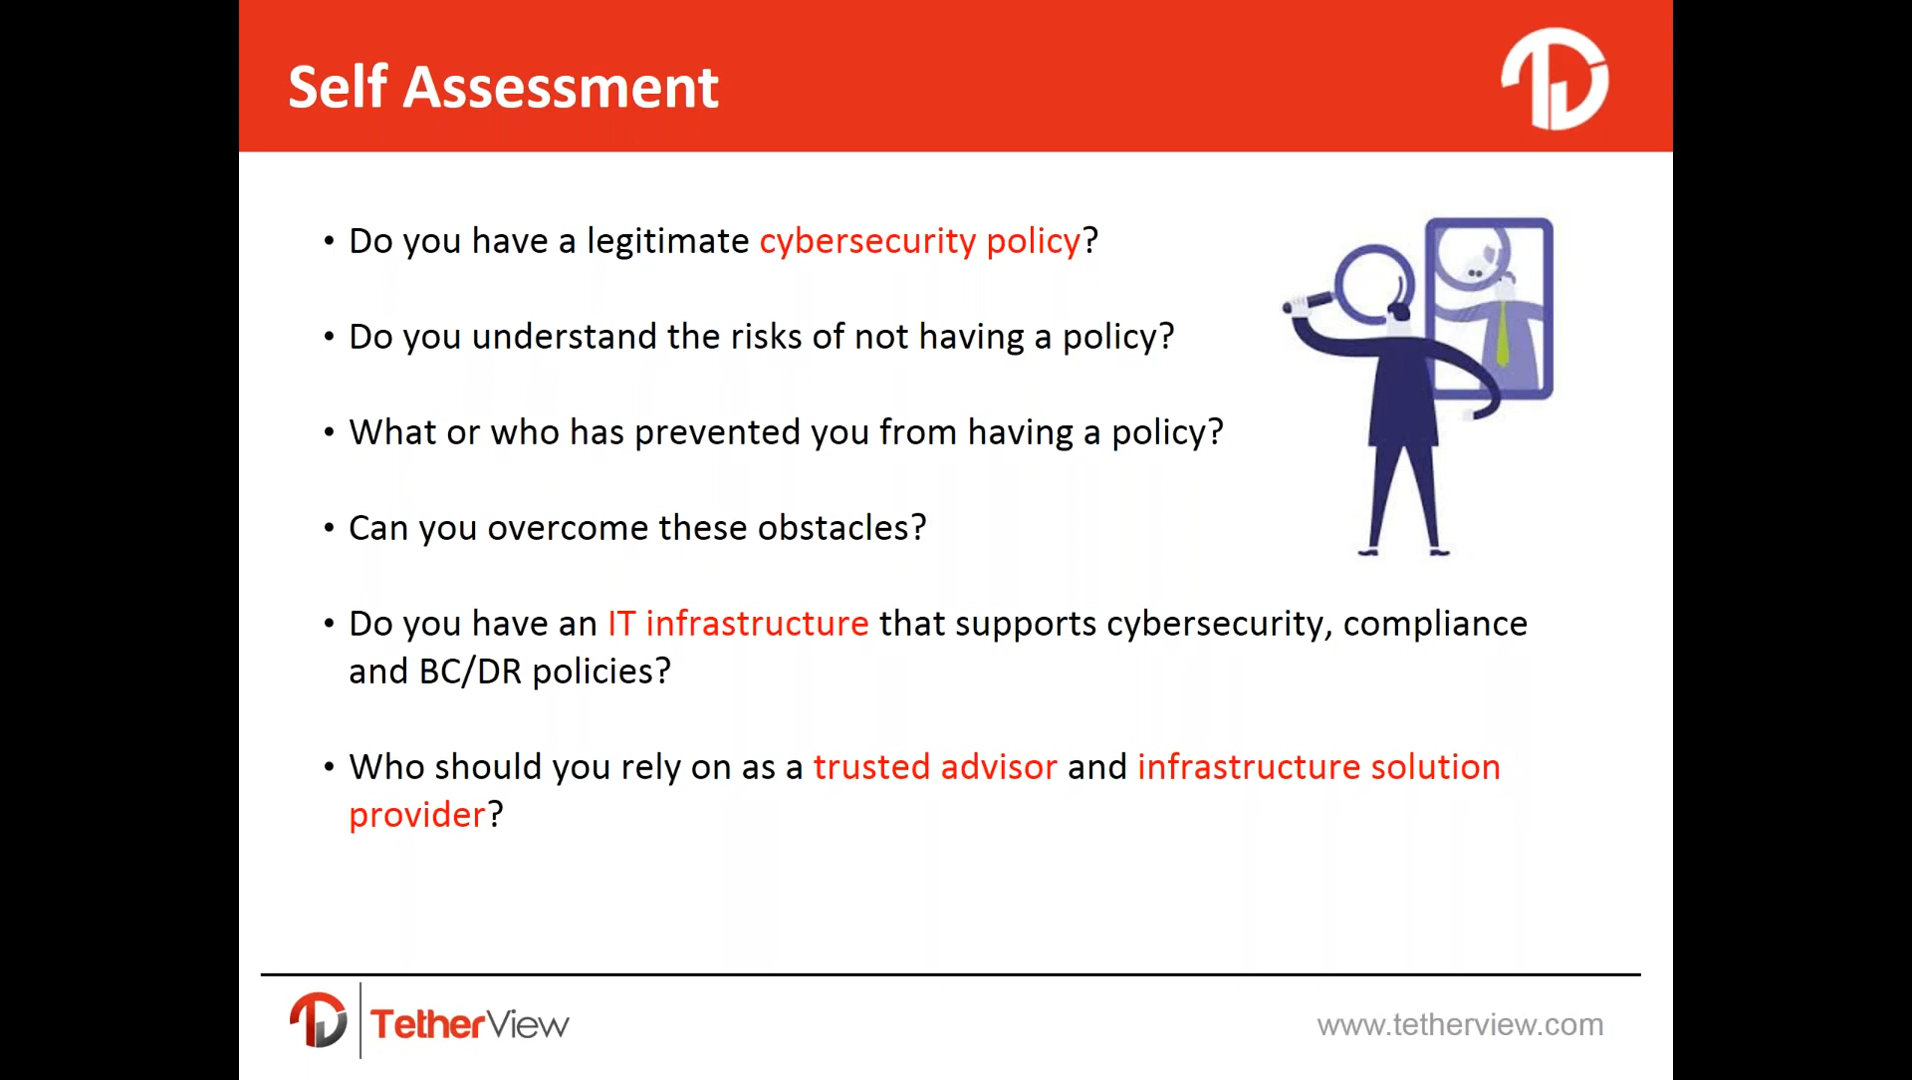 Self Assessment
• Do you have a legitimate cybersecurity policy?
• Do you understand the risks of not having a policy?
• What or who has prevented you from having a policy?
• Can you overcome these obstacles?
• Do you have an IT infrastructure that supports cybersecurity, compliance
and BC/DR policies?
• Who should you rely on as a trusted advisor and infrastructure solution
provider?
TetherView
www.tetherview.com